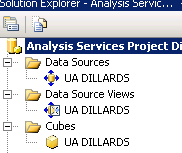 Solution Explorer - Analysis Servic...
Analysis Services Project Di
Data Sources
UA DILLARDS
Data Source Views
UA DILLARDS
Cubes
UA DILLARDS